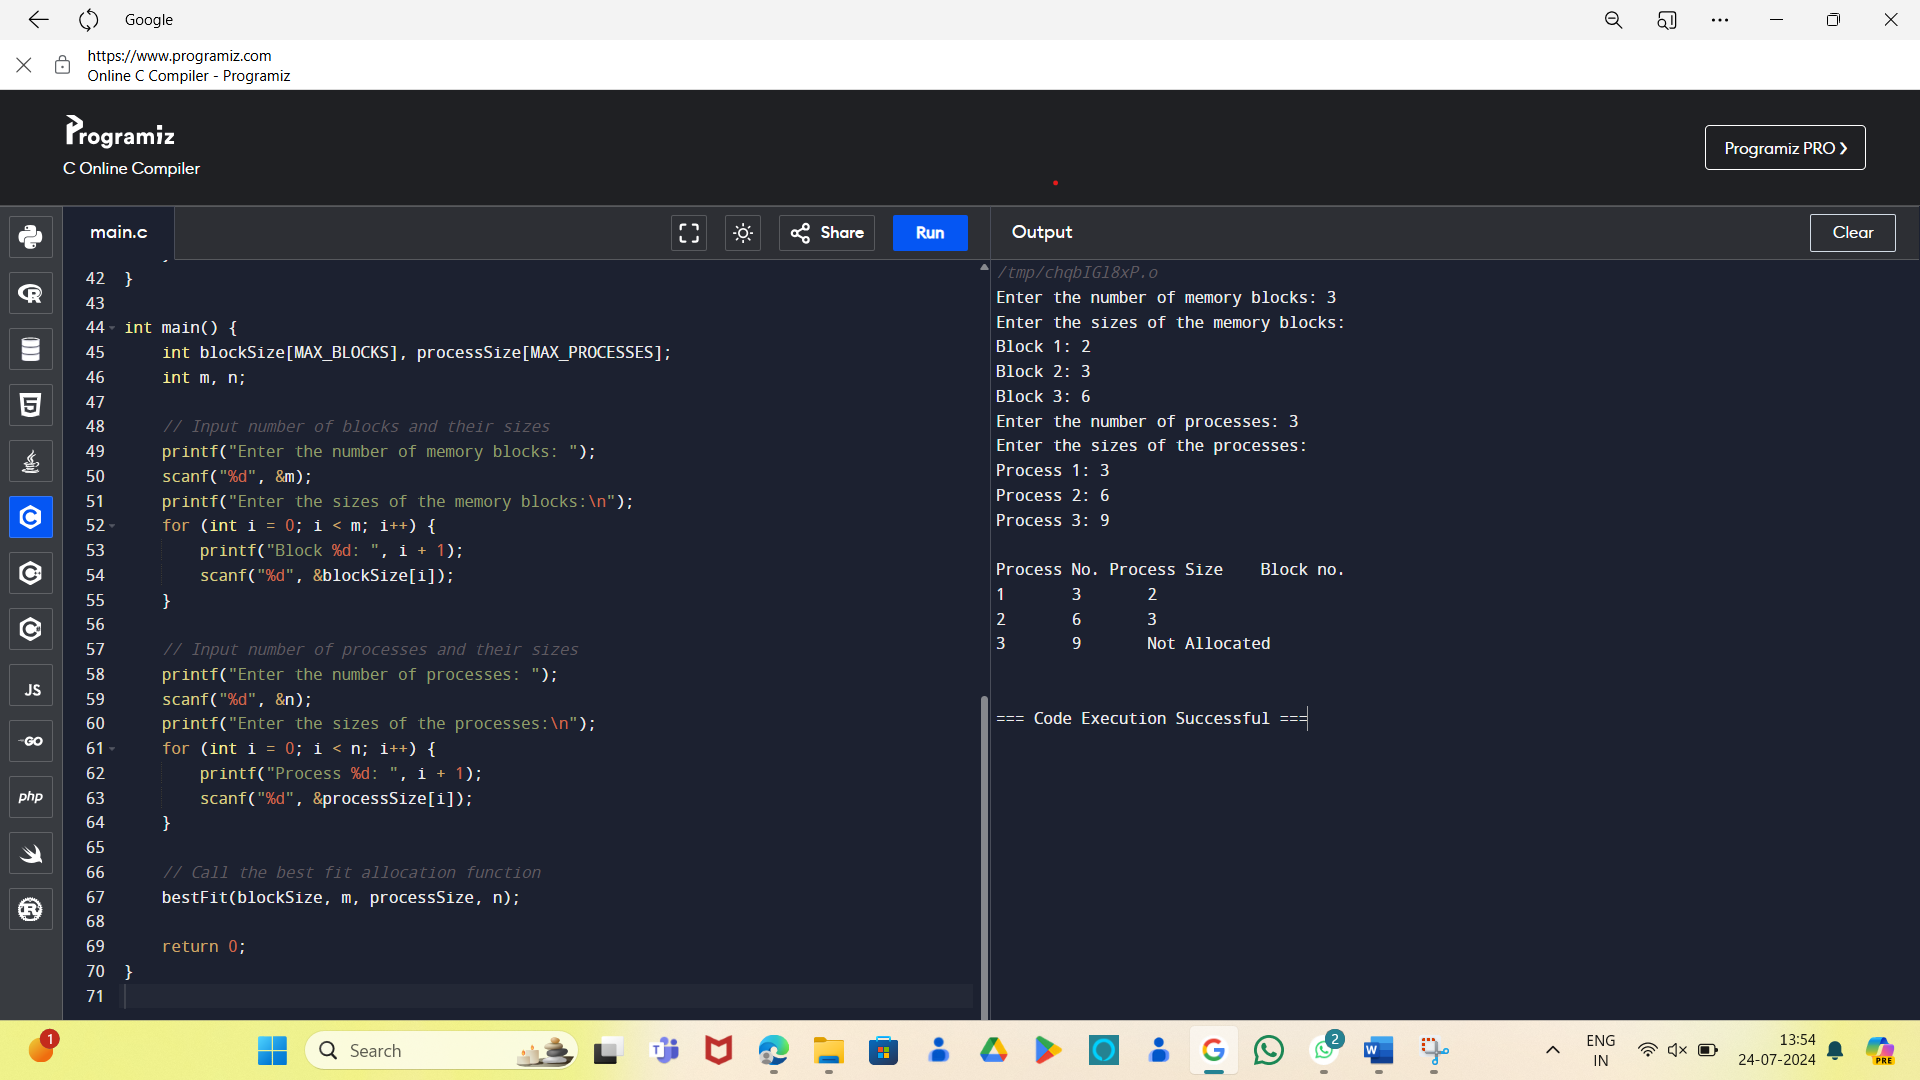 Google
https://www.programiz.com
Online C Compiler - Programiz
Programiz
C Online Compiler
Programiz PRO ❯
main.c
Share
Run
Output
Clear
42 }
43
44 int main() {
45     int blockSize[MAX_BLOCKS], processSize[MAX_PROCESSES];
46     int m, n;
47
48     // Input number of blocks and their sizes
49     printf("Enter the number of memory blocks: ");
50     scanf("%d", &m);
51     printf("Enter the sizes of the memory blocks:\n");
52     for (int i = 0; i < m; i++) {
53         printf("Block %d: ", i + 1);
54         scanf("%d", &blockSize[i]);
55     }
56
57     // Input number of processes and their sizes
58     printf("Enter the number of processes: ");
59     scanf("%d", &n);
60     printf("Enter the sizes of the processes:\n");
61     for (int i = 0; i < n; i++) {
62         printf("Process %d: ", i + 1);
63         scanf("%d", &processSize[i]);
64     }
65
66     // Call the best fit allocation function
67     bestFit(blockSize, m, processSize, n);
68
69     return 0;
70 }
71
/tmp/chqbIGl8xP.o
Enter the number of memory blocks: 3
Enter the sizes of the memory blocks:
Block 1: 2
Block 2: 3
Block 3: 6
Enter the number of processes: 3
Enter the sizes of the processes:
Process 1: 3
Process 2: 6
Process 3: 9
Process No. Process Size    Block no.
1       3       2
2       6       3
3       9       Not Allocated
=== Code Execution Successful ===
JS
GO
php
1
Search
2
W
ENG
IN
13:54
24-07-2024
PRE